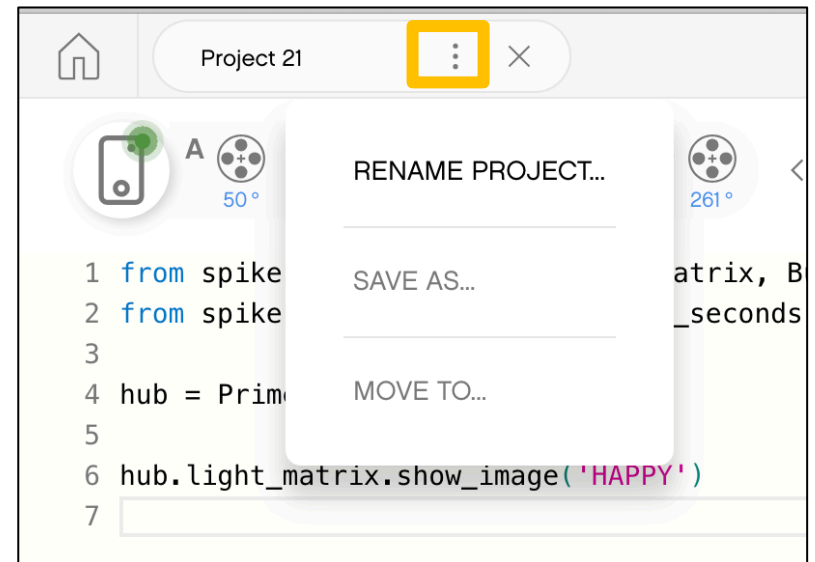 Project 21
A
50°
261°
RENAME PROJECT...
SAVE AS...
MOVE TO...
1 from spike atrix, B
2 from spike _seconds
3
4 hub = Prim
5
6 hub.light_matrix.show_image('HAPPY')
7